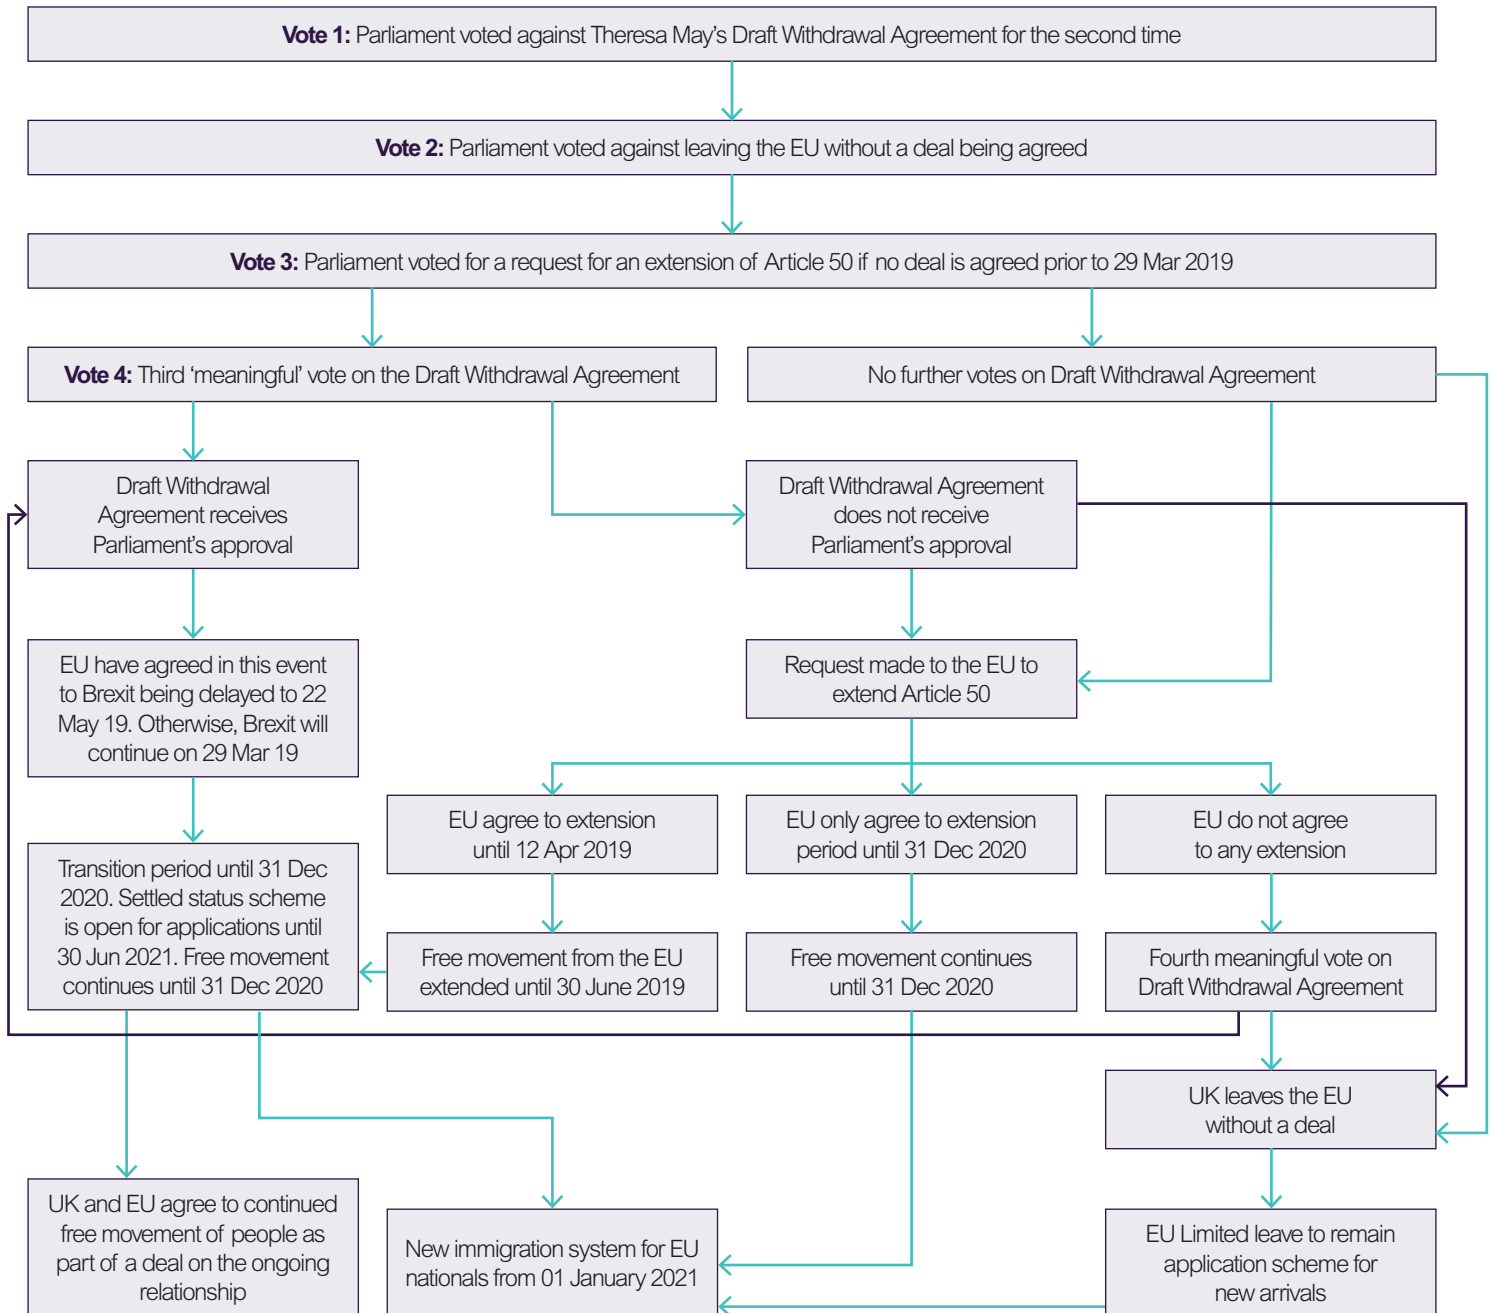 Vote 1: Parliament voted against Theresa May’s Draft Withdrawal Agreement for the second time
Vote 2: Parliament voted against leaving the EU without a deal being agreed
Vote 3: Parliament voted for a request for an extension of Article 50 if no deal is agreed prior to 29 Mar 2019
Vote 4: Third ‘meaningful’ vote on the Draft Withdrawal Agreement
No further votes on Draft Withdrawal Agreement
Draft Withdrawal
Agreement receives
Parliament’s approval
Draft Withdrawal Agreement
does not receive
Parliament’s approval
EU have agreed in this event
to Brexit being delayed to 22
May 19. Otherwise, Brexit will
continue on 29 Mar 19
Request made to the EU to
extend Article 50
EU agree to extension
until 12 Apr 2019
EU only agree to extension
period until 31 Dec 2020
EU do not agree
to any extension
Transition period until 31 Dec
2020. Settled status scheme
is open for applications until
30 Jun 2021. Free movement
continues until 31 Dec 2020
Free movement from the EU
extended until 30 June 2019
Free movement continues
until 31 Dec 2020
Fourth meaningful vote on
Draft Withdrawal Agreement
UK leaves the EU
without a deal
UK and EU agree to continued
free movement of people as
part of a deal on the ongoing
relationship
New immigration system for EU
nationals from 01 January 2021
EU Limited leave to remain
application scheme for
new arrivals